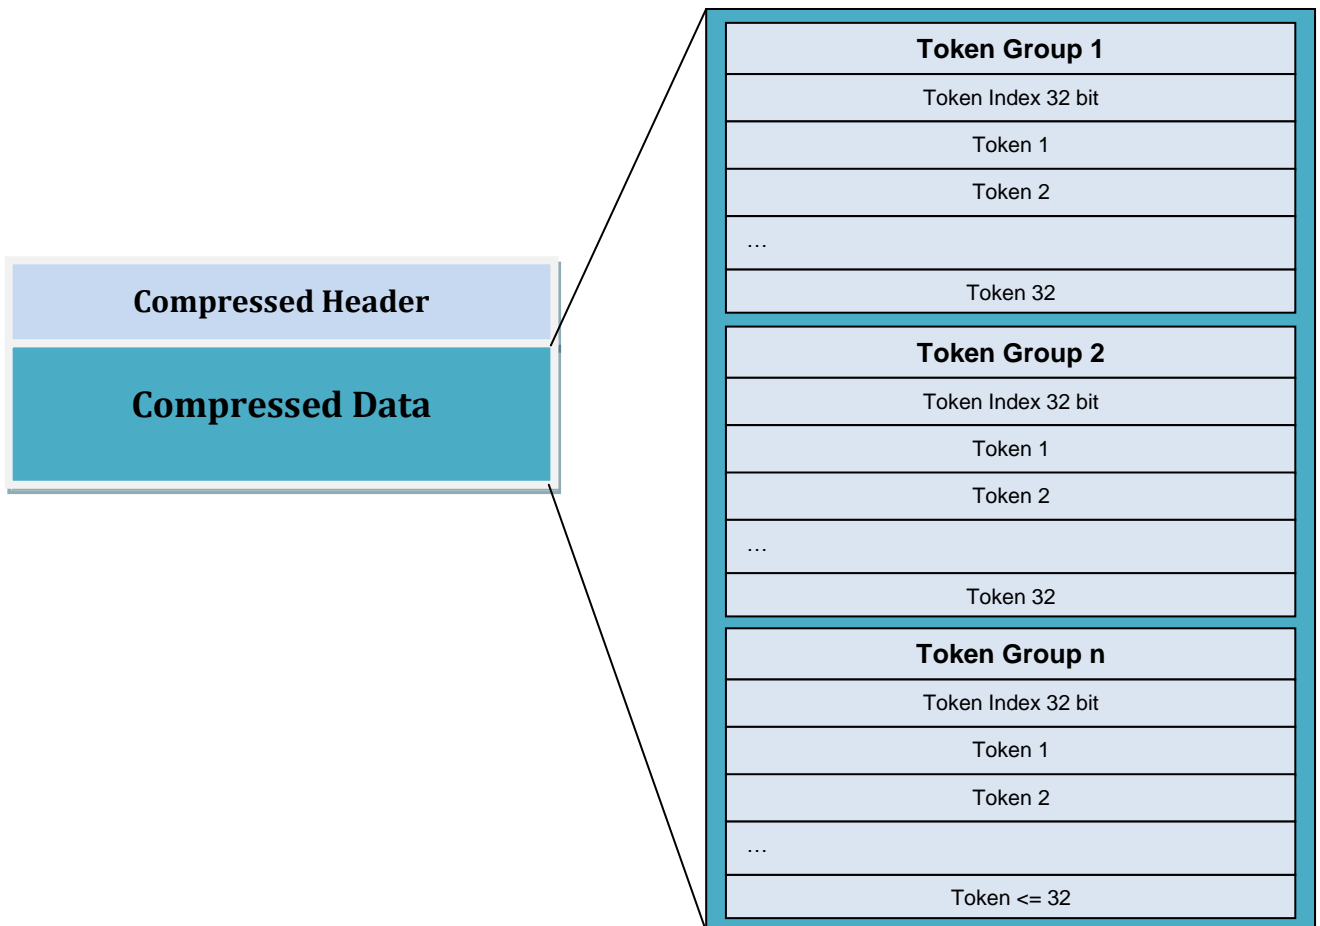 Compressed Header
Compressed Data
Token Group 1
Token Index 32 bit
Token 1
Token 2
…
Token 32
Token Group 2
Token Index 32 bit
Token 1
Token 2
…
Token 32
Token Group n
Token Index 32 bit
Token 1
Token 2
…
Token <= 32